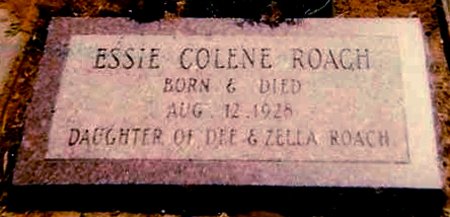 ESSIE COLENE ROACH
BORN & DIED
AUG. 12. 1928
DAUGHTER OF DEE & ZELLA ROACH